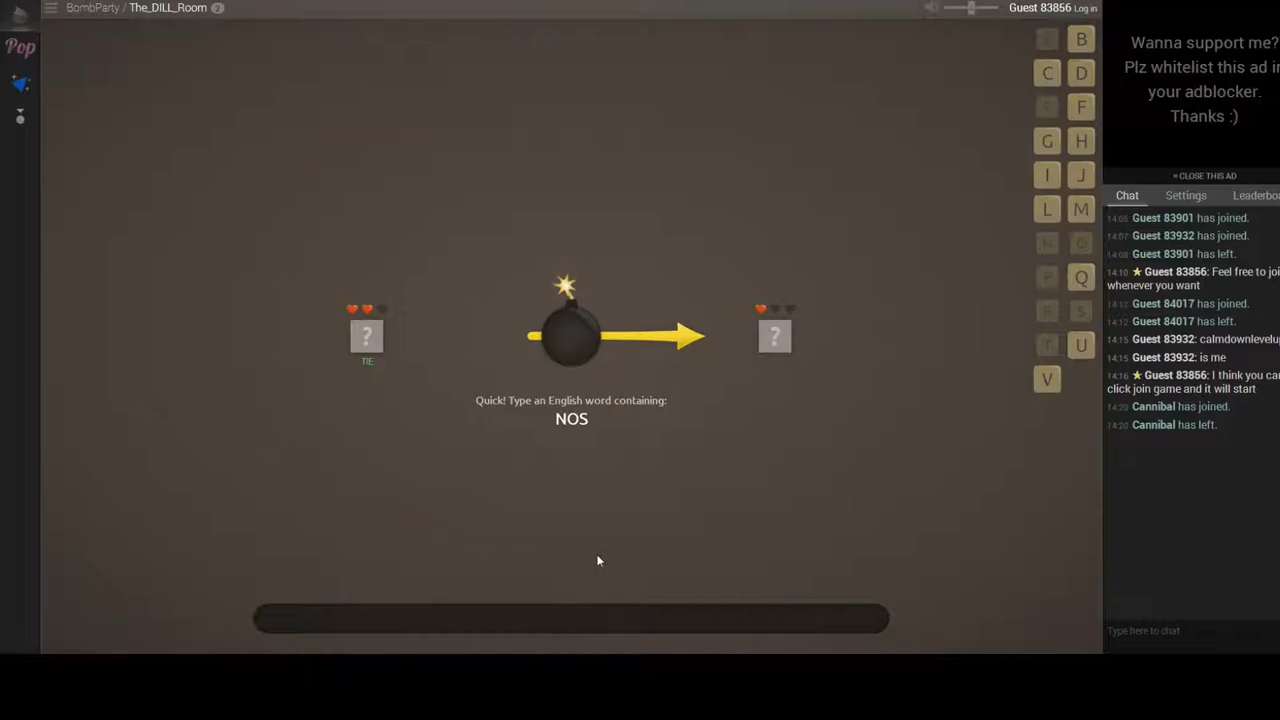 BombParty / The_DILL_Room 2
Guest 83856 Log in
Pop
B
C D
F
G H
I J
L M
Q
U
V
Wanna support me?
Plz whitelist this ad in
your adblocker.
Thanks :)
× CLOSE THIS AD
Chat Settings Leaderbo
14:05 Guest 83901 has joined.
14:07 Guest 83932 has joined.
14:08 Guest 83901 has left.
14:10 ★ Guest 83856: Feel free to joi
whenever you want
14:12 Guest 84017 has joined.
14:12 Guest 84017 has left.
14:15 Guest 83932: calmdownlevelup
14:15 Guest 83932: is me
14:16 ★ Guest 83856: I think you can
click join game and it will start
14:20 Cannibal has joined.
14:20 Cannibal has left.
?
TIE
?
Quick! Type an English word containing:
NOS
Type here to chat